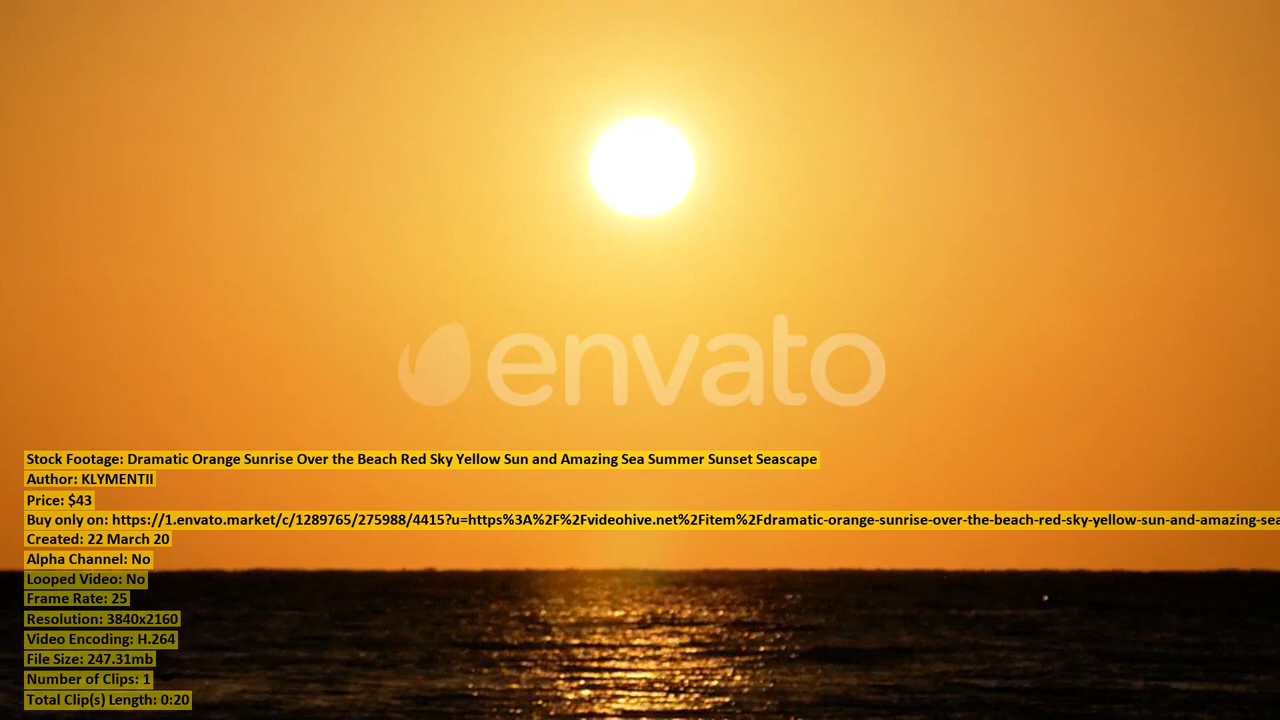 envato
Stock Footage: Dramatic Orange Sunrise Over the Beach Red Sky Yellow Sun and Amazing Sea Summer Sunset Seascape
Author: KLYMENTII
Price: $43
Buy only on: https://1.envato.market/c/1289765/275988/4415?u=https%3A%2F%2Fvideohive.net%2Fitem%2Fdramatic-orange-sunrise-over-the-beach-red-sky-yellow-sun-and-amazing-sea
Created: 22 March 20
Alpha Channel: No
Looped Video: No
Frame Rate: 25
Resolution: 3840x2160
Video Encoding: H.264
File Size: 247.31mb
Number of Clips: 1
Total Clip(s) Length: 0:20